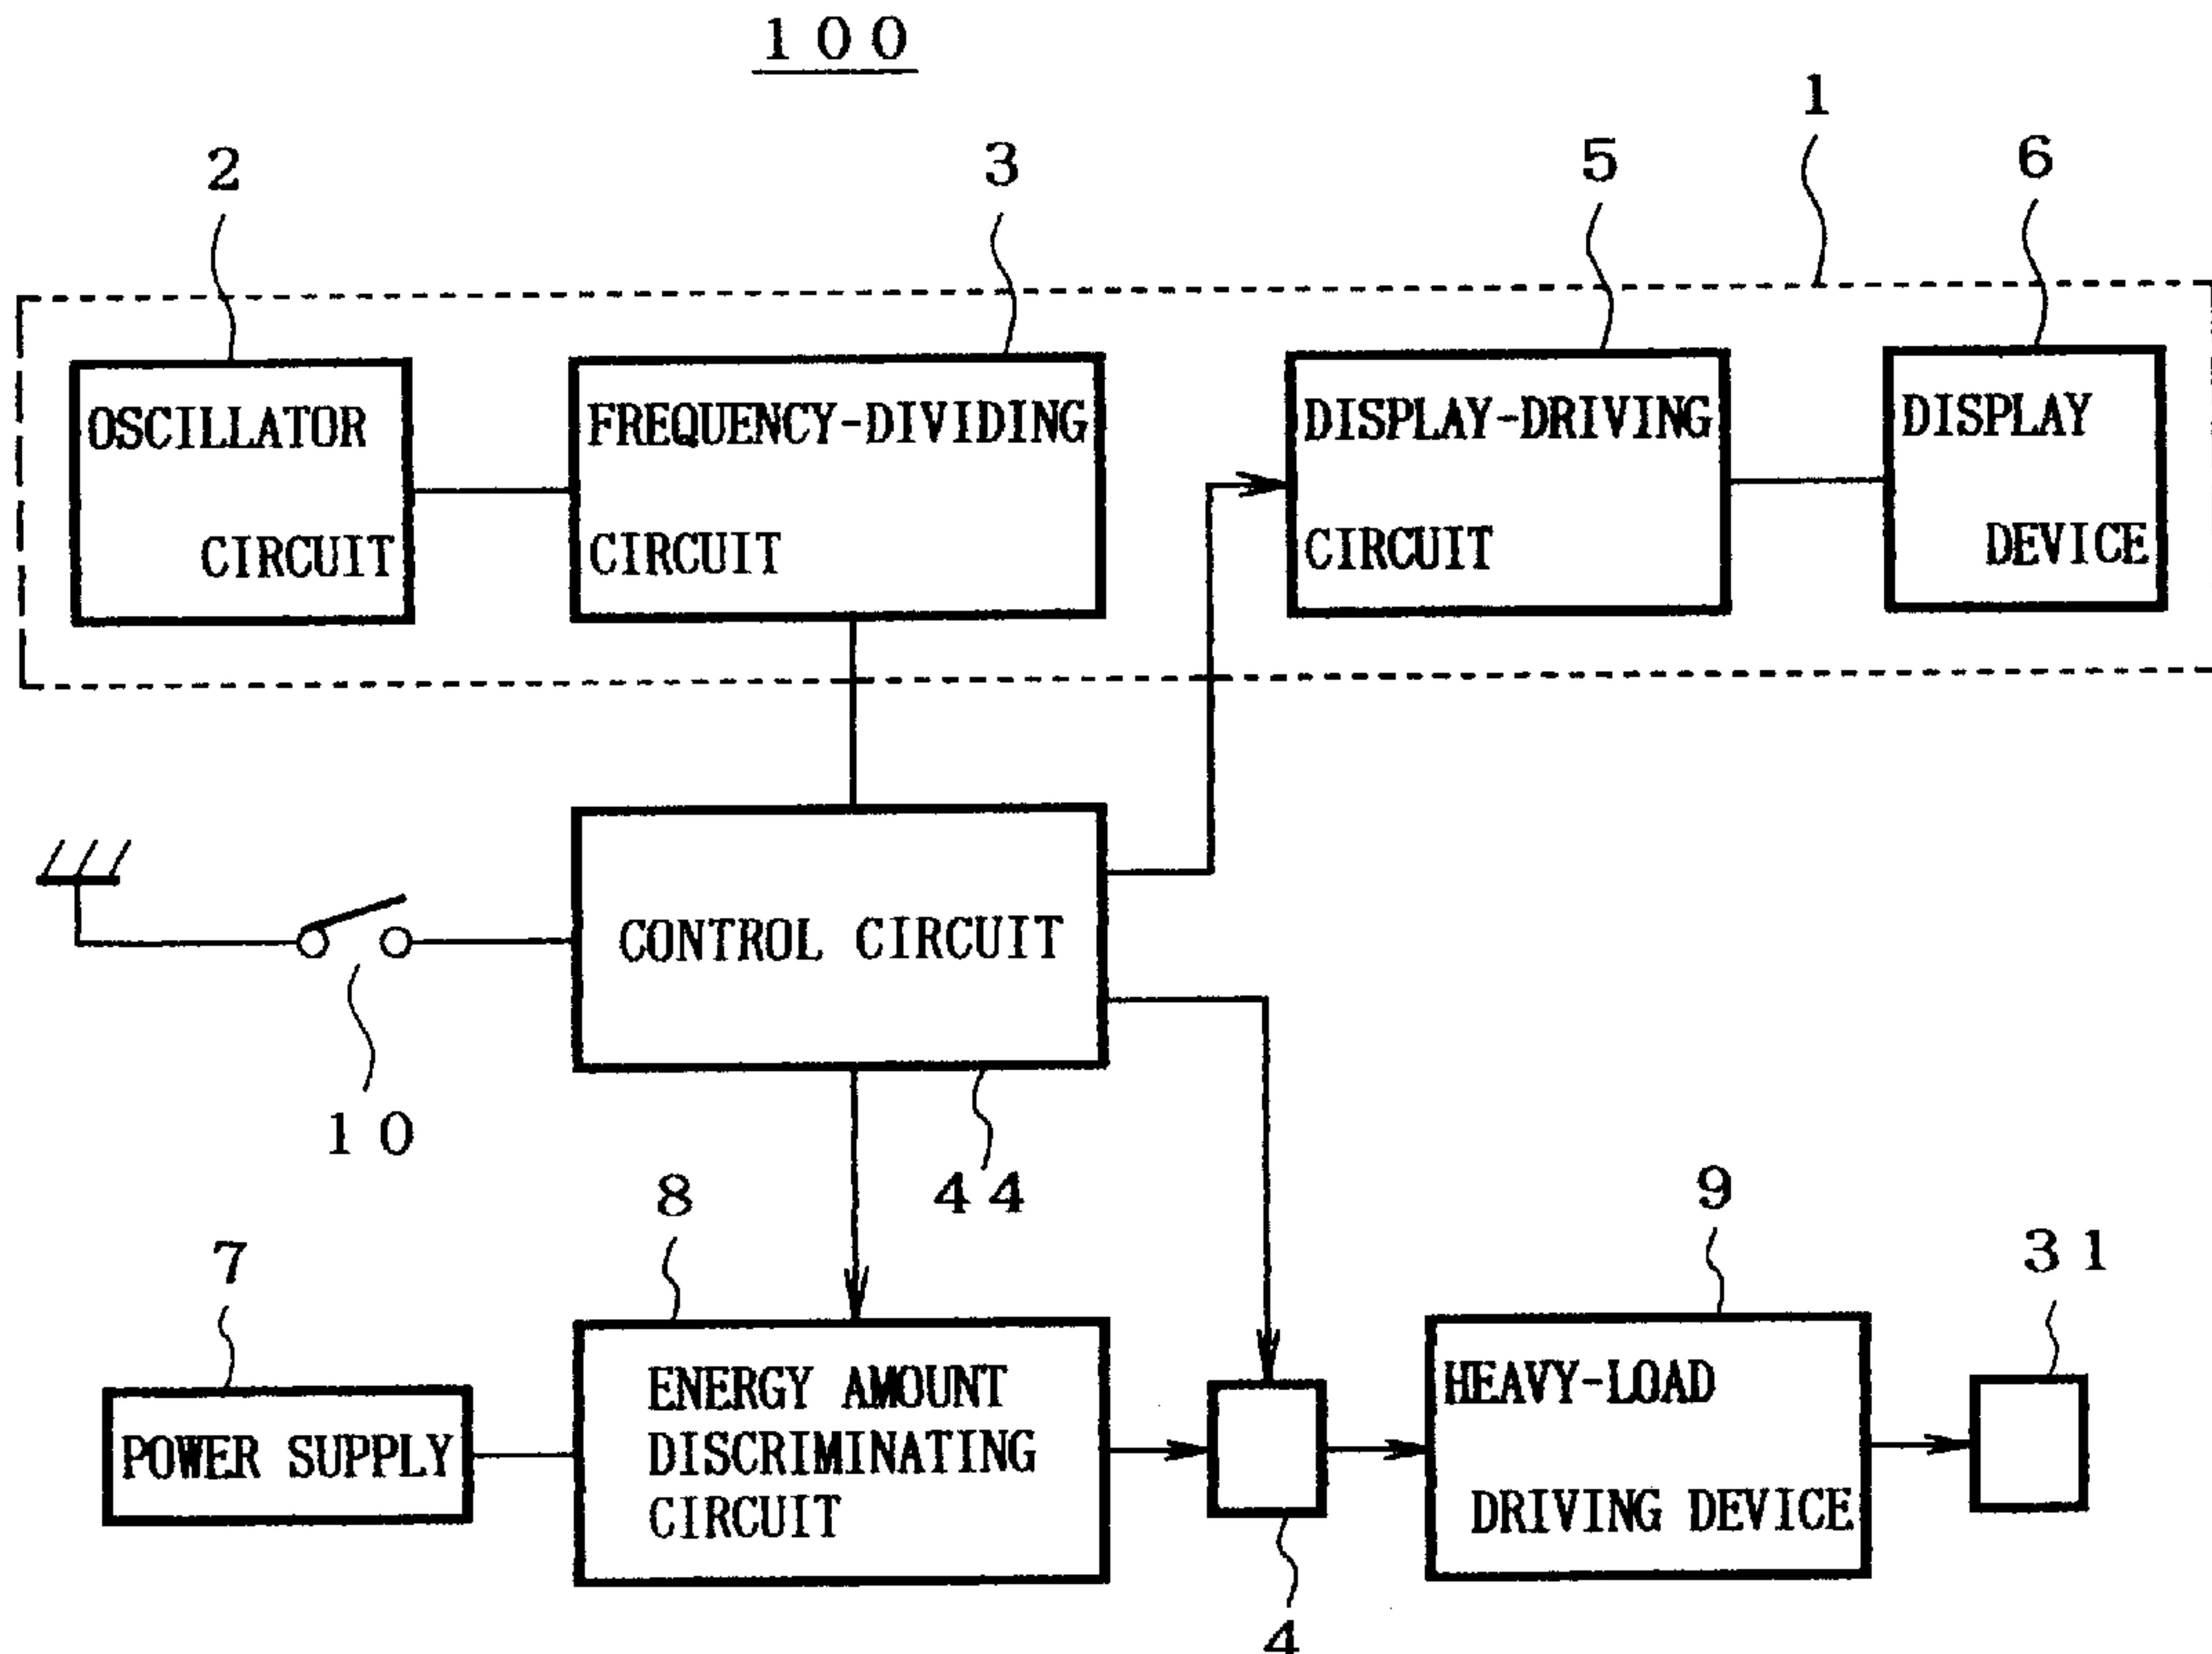 100
1
2
3
5
6
OSCILLATOR
CIRCUIT
FREQUENCY-DIVIDING
CIRCUIT
DISPLAY-DRIVING
CIRCUIT
DISPLAY
DEVICE
CONTROL CIRCUIT
10
44
7
8
9
31
POWER SUPPLY
ENERGY AMOUNT
DISCRIMINATING
CIRCUIT
HEAVY-LOAD
DRIVING DEVICE
4